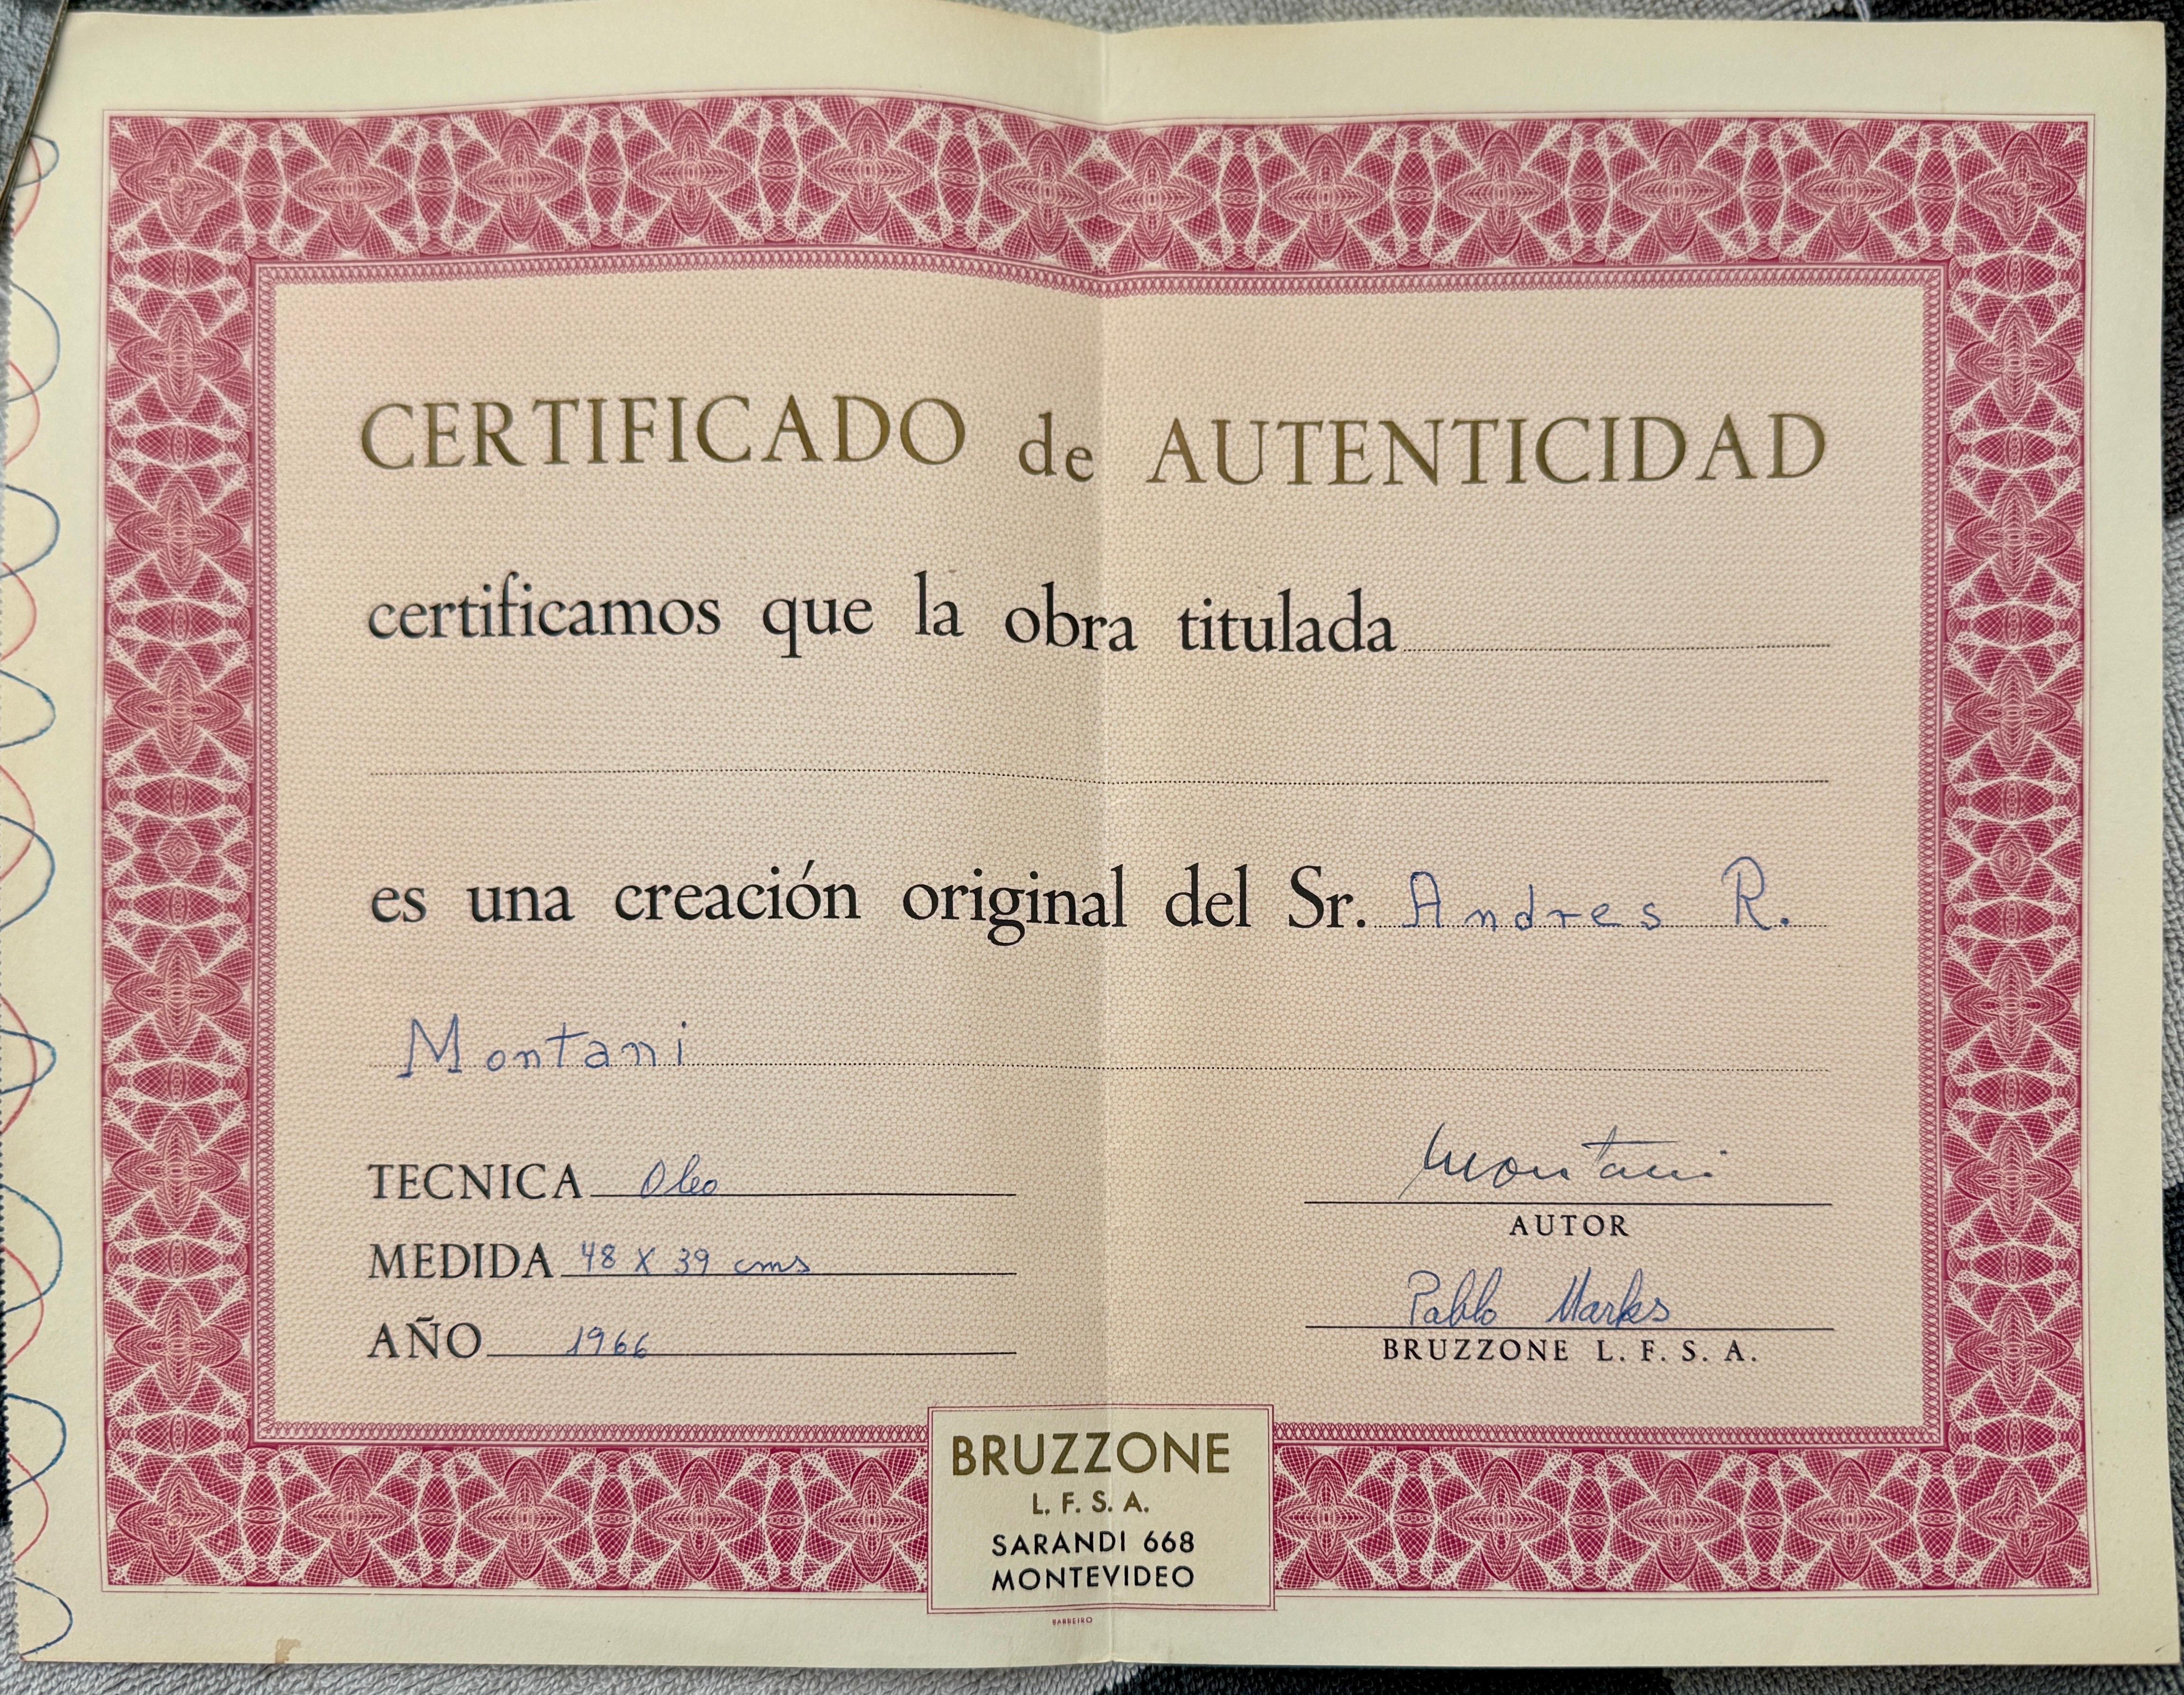 CERTIFICADO de AUTENTICIDAD
certificamos que la obra titulada
es una creación original del Sr. Andres R.
Montani
TECNICA Oleo
MEDIDA 48 X 39 cms
AÑO 1966
Montani
AUTOR
Pablo Marks
BRUZZONE L. F. S. A.
BRUZZONE
L. F. S. A.
SARANDI 668
MONTEVIDEO
BARREIRO